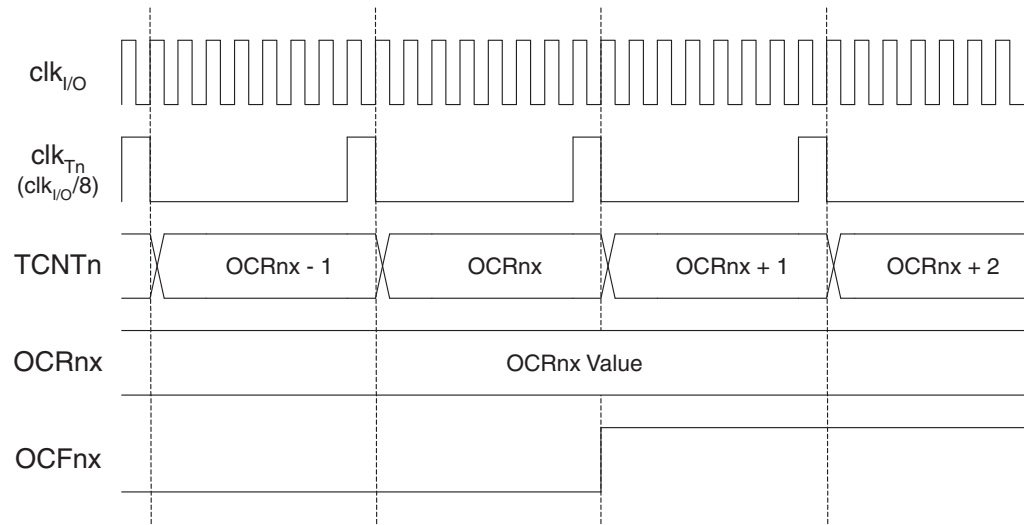 clkI/O
clkTn
(clkI/O/8)
TCNTn
OCRnx - 1
OCRnx
OCRnx + 1
OCRnx + 2
OCRnx
OCRnx Value
OCFnx